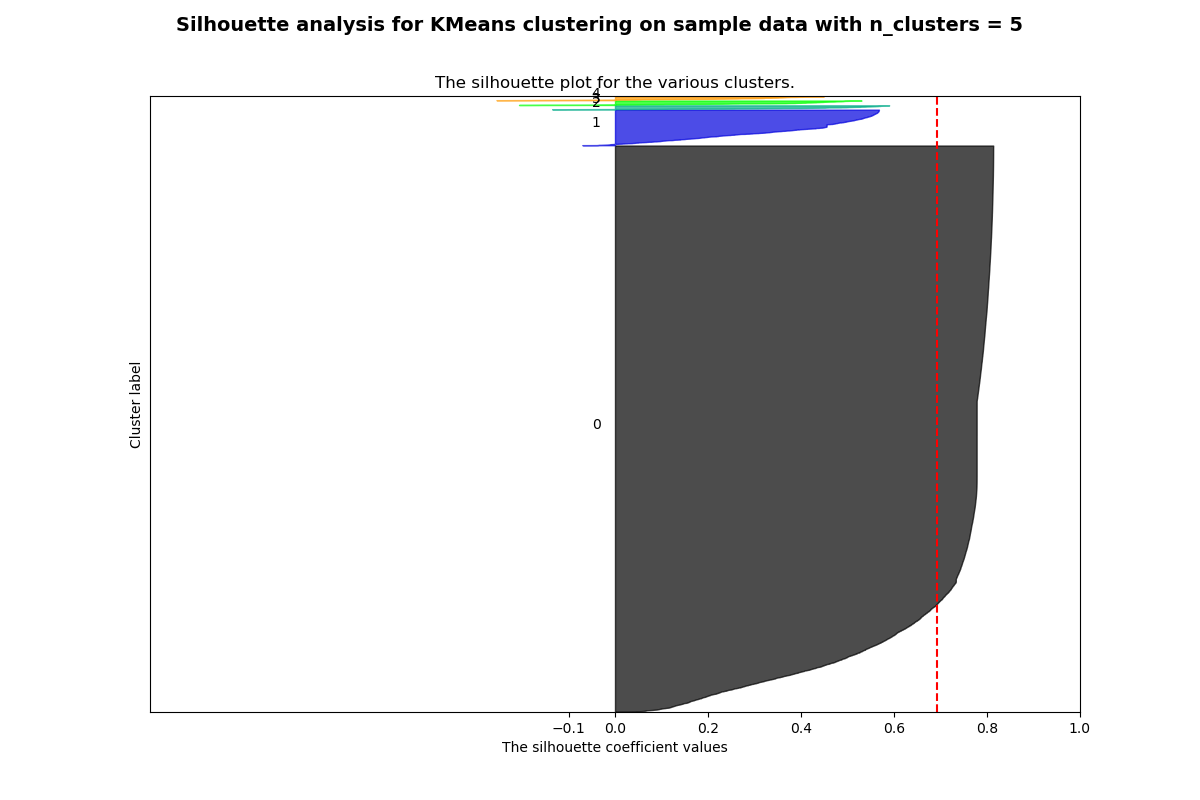 Silhouette analysis for KMeans clustering on sample data with n_clusters = 5
The silhouette plot for the various clusters.
4
2
1
0
Cluster label
−0.1 0.0 0.2 0.4 0.6 0.8 1.0
The silhouette coefficient values